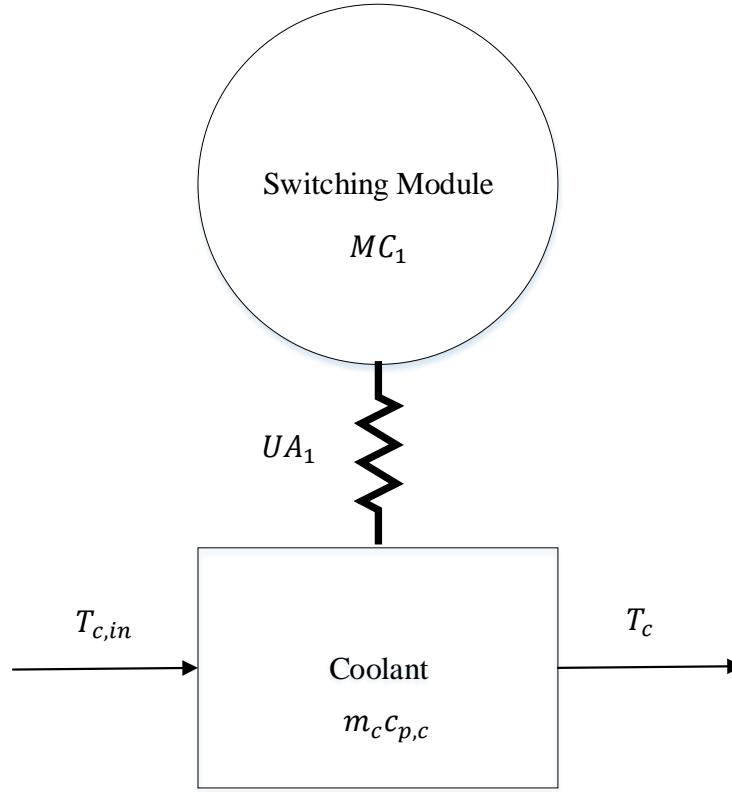 Switching Module
MC₁
UA₁
T_{c,in}
T_c
Coolant
m_c c_{p,c}